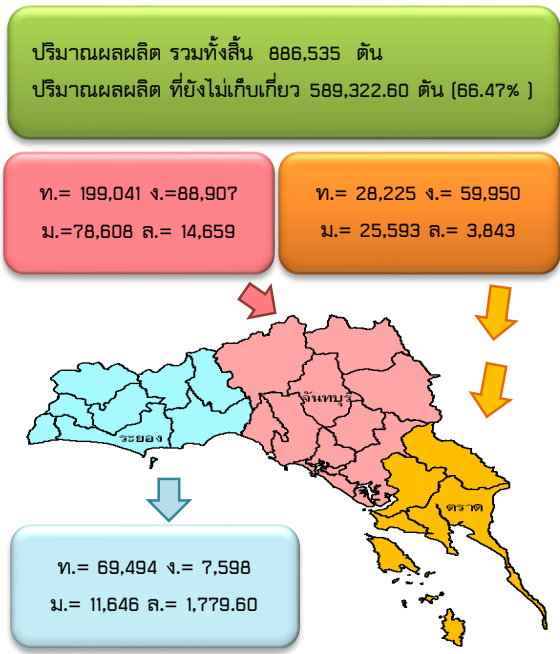 ปริมาณผลผลิต รวมทั้งสิ้น 886,535 ตัน
ปริมาณผลผลิต ที่ยังไม่เก็บเกี่ยว 589,322.60 ตัน (66.47% )
ท.= 199,041 ง.=88,907
ม.=78,608 ล.= 14,659
ท.= 28,225 ง.= 59,950
ม.= 25,593 ล.= 3,843
จันทบุรี
ระยอง
ตราด
ท.= 69,494 ง.= 7,598
ม.= 11,646 ล.= 1,779.60